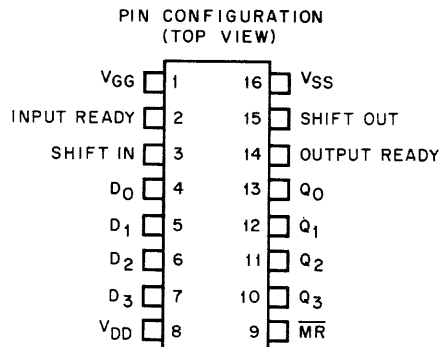 PIN CONFIGURATION
(TOP VIEW)
VGG 1 16 VSS
INPUT READY 2 15 SHIFT OUT
SHIFT IN 3 14 OUTPUT READY
D0 4 13 Q0
D1 5 12 Q1
D2 6 11 Q2
D3 7 10 Q3
VDD 8 9 M̅R̅